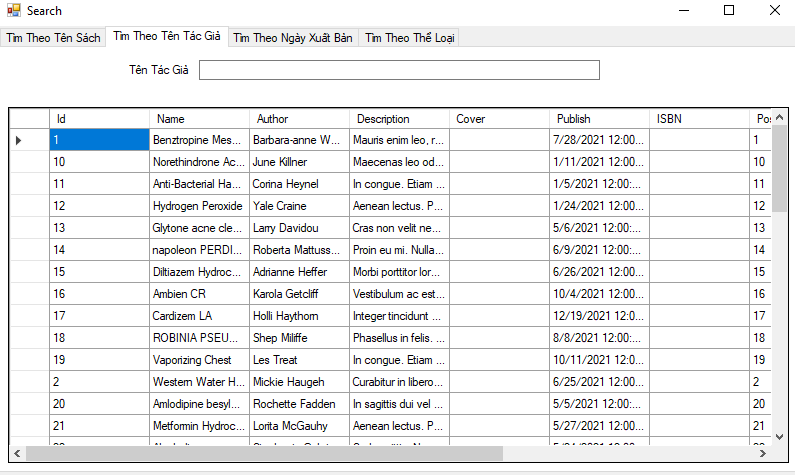 Search
Tìm Theo Tên Sách Tìm Theo Tên Tác Giả Tìm Theo Ngày Xuất Bản Tìm Theo Thể Loại
Tên Tác Giả
Id Name Author Description Cover Publish ISBN Pos
1 Benztropine Mes... Barbara-anne W... Mauris enim leo, r... 7/28/2021 12:00... 1
10 Norethindrone Ac... June Killner Maecenas leo od... 1/11/2021 12:00... 10
11 Anti-Bacterial Ha... Corina Heynel In congue. Etiam ... 1/5/2021 12:00:... 11
12 Hydrogen Peroxide Yale Craine Aenean lectus. P... 1/24/2021 12:00... 12
13 Glytone acne cle... Larry Davidou Cras non velit ne... 5/6/2021 12:00:... 13
14 napoleon PERDI... Roberta Mattuss... Proin eu mi. Nulla... 6/9/2021 12:00:... 14
15 Diltiazem Hydroc... Adrianne Heffer Morbi porttitor lor... 6/26/2021 12:00... 15
16 Ambien CR Karola Getcliff Vestibulum ac est... 10/4/2021 12:00... 16
17 Cardizem LA Holli Haythorn Integer tincidunt ... 12/19/2021 12:0... 17
18 ROBINIA PSEU... Shep Miliffe Phasellus in felis. ... 8/8/2021 12:00:... 18
19 Vaporizing Chest Les Treat In congue. Etiam ... 10/11/2021 12:0... 19
2 Western Water H... Mickie Haugeh Curabitur in libero... 6/25/2021 12:00... 2
20 Amlodipine besyl... Rochette Fadden In sagittis dui vel ... 5/5/2021 12:00:... 20
21 Metformin Hydroc... Lorita McGauhy Aenean lectus. P... 5/27/2021 12:00... 21